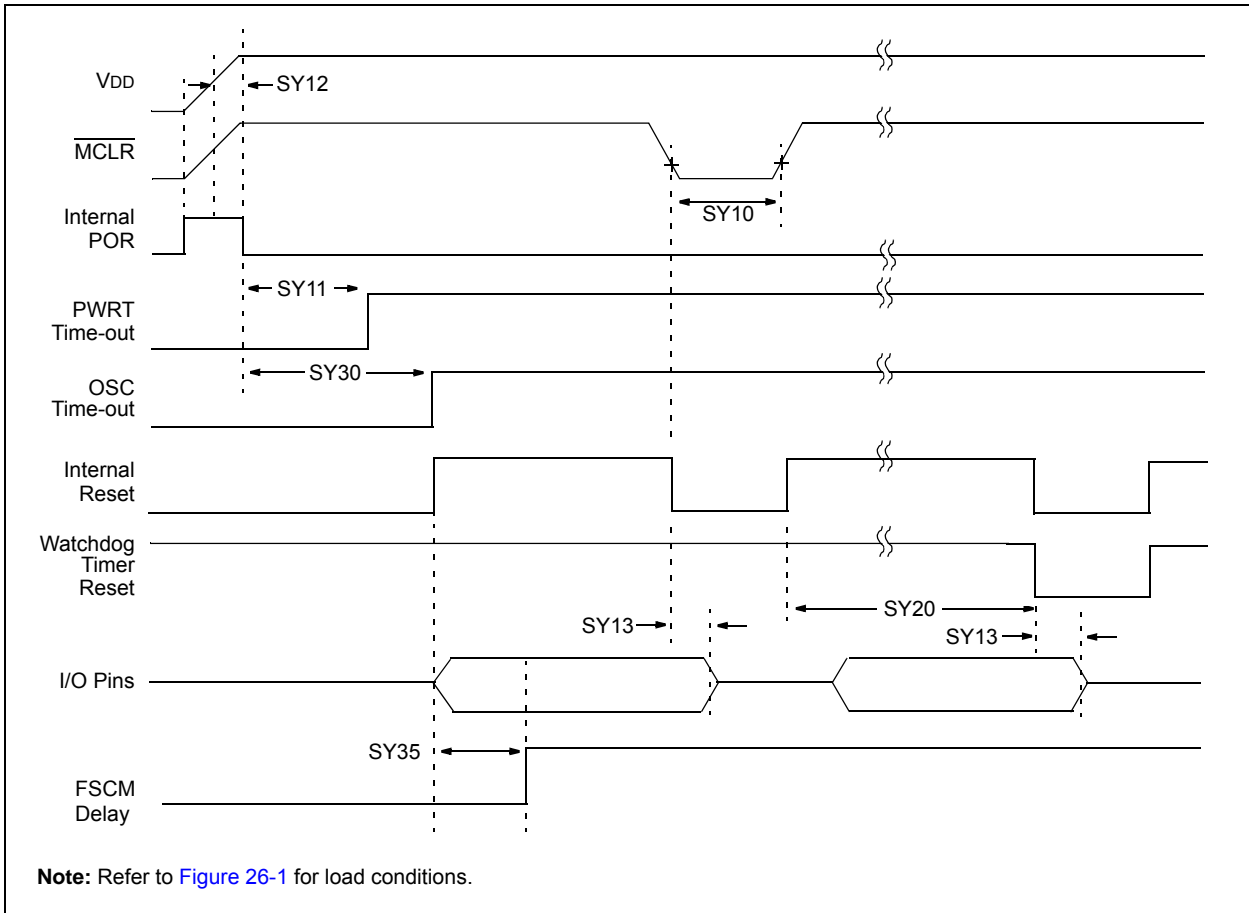 VDD
SY12
MCLR
SY10
Internal
POR
SY11
PWRT
Time-out
SY30
OSC
Time-out
Internal
Reset
Watchdog
Timer
Reset
SY20
SY13
SY13
I/O Pins
SY35
FSCM
Delay
Note: Refer to Figure 26-1 for load conditions.